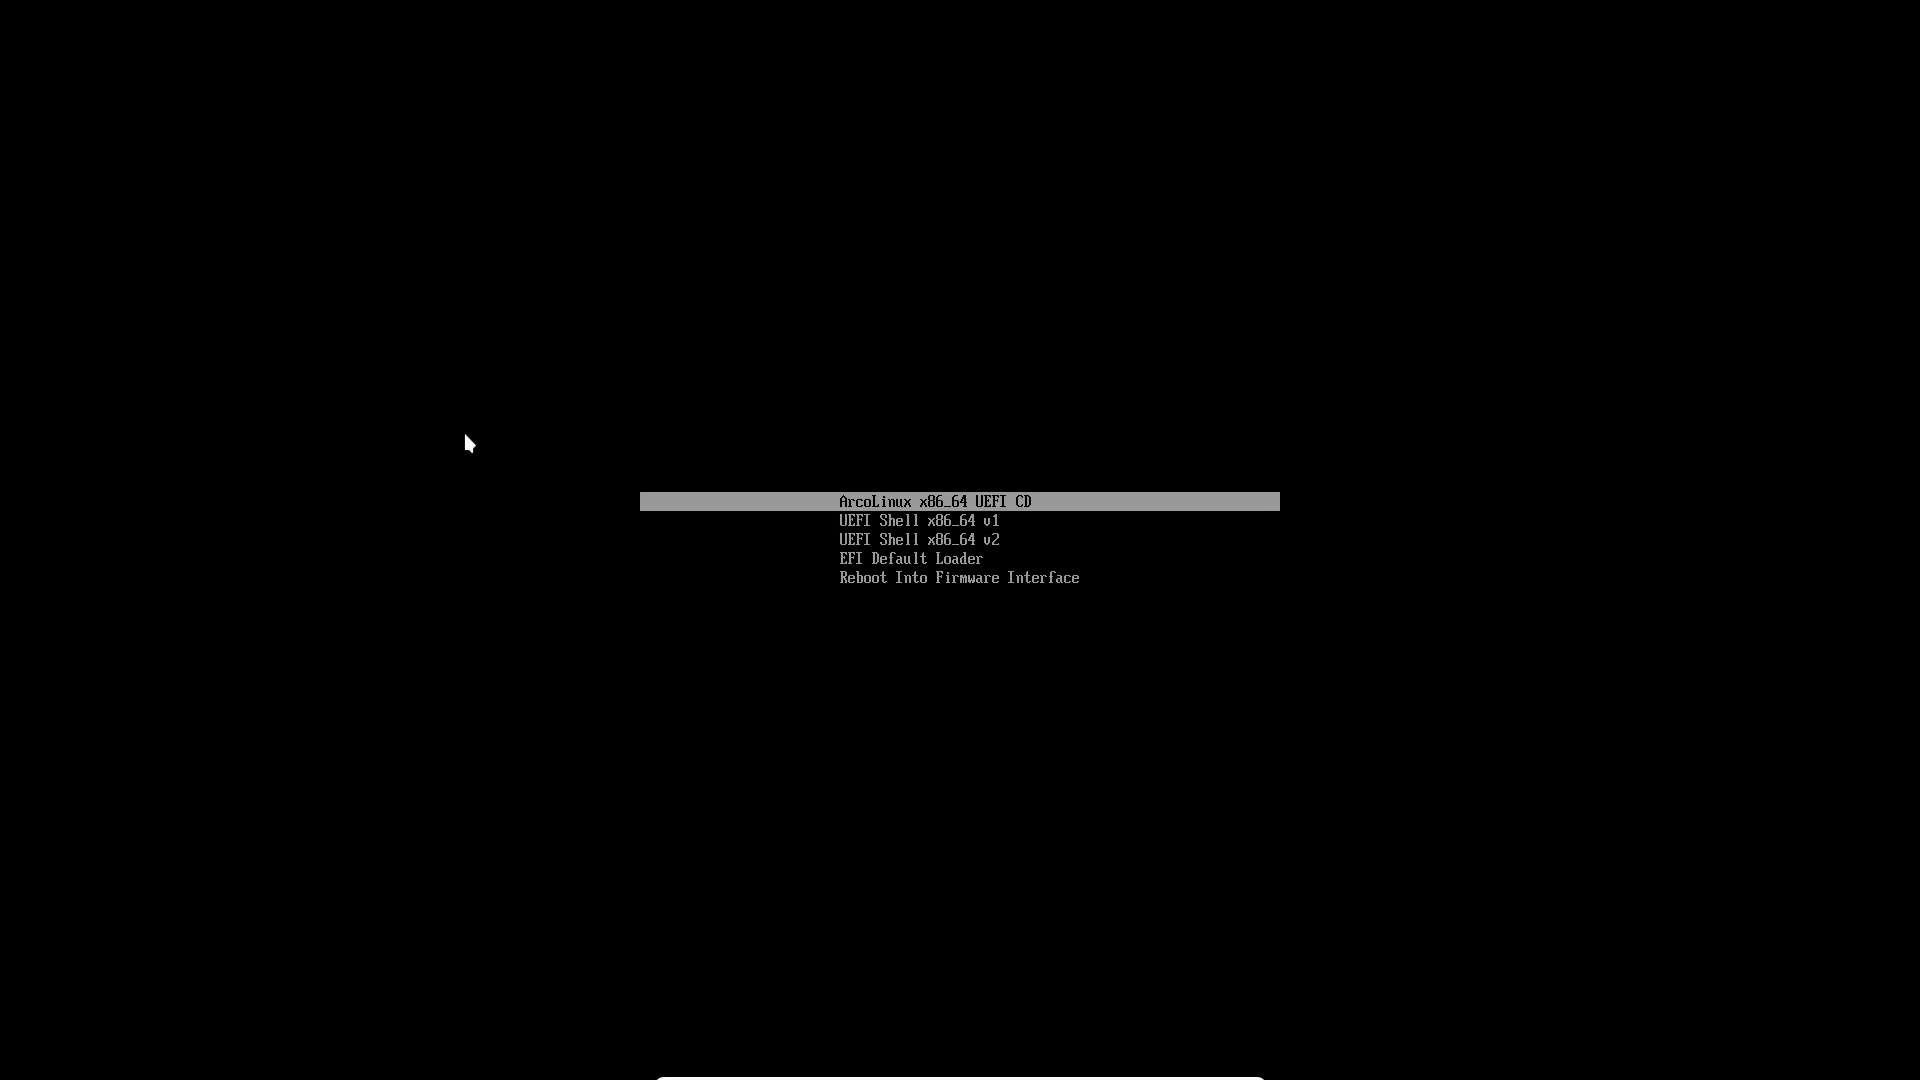 ArcoLinux x86_64 UEFI CD
UEFI Shell x86_64 v1
UEFI Shell x86_64 v2
EFI Default Loader
Reboot Into Firmware Interface